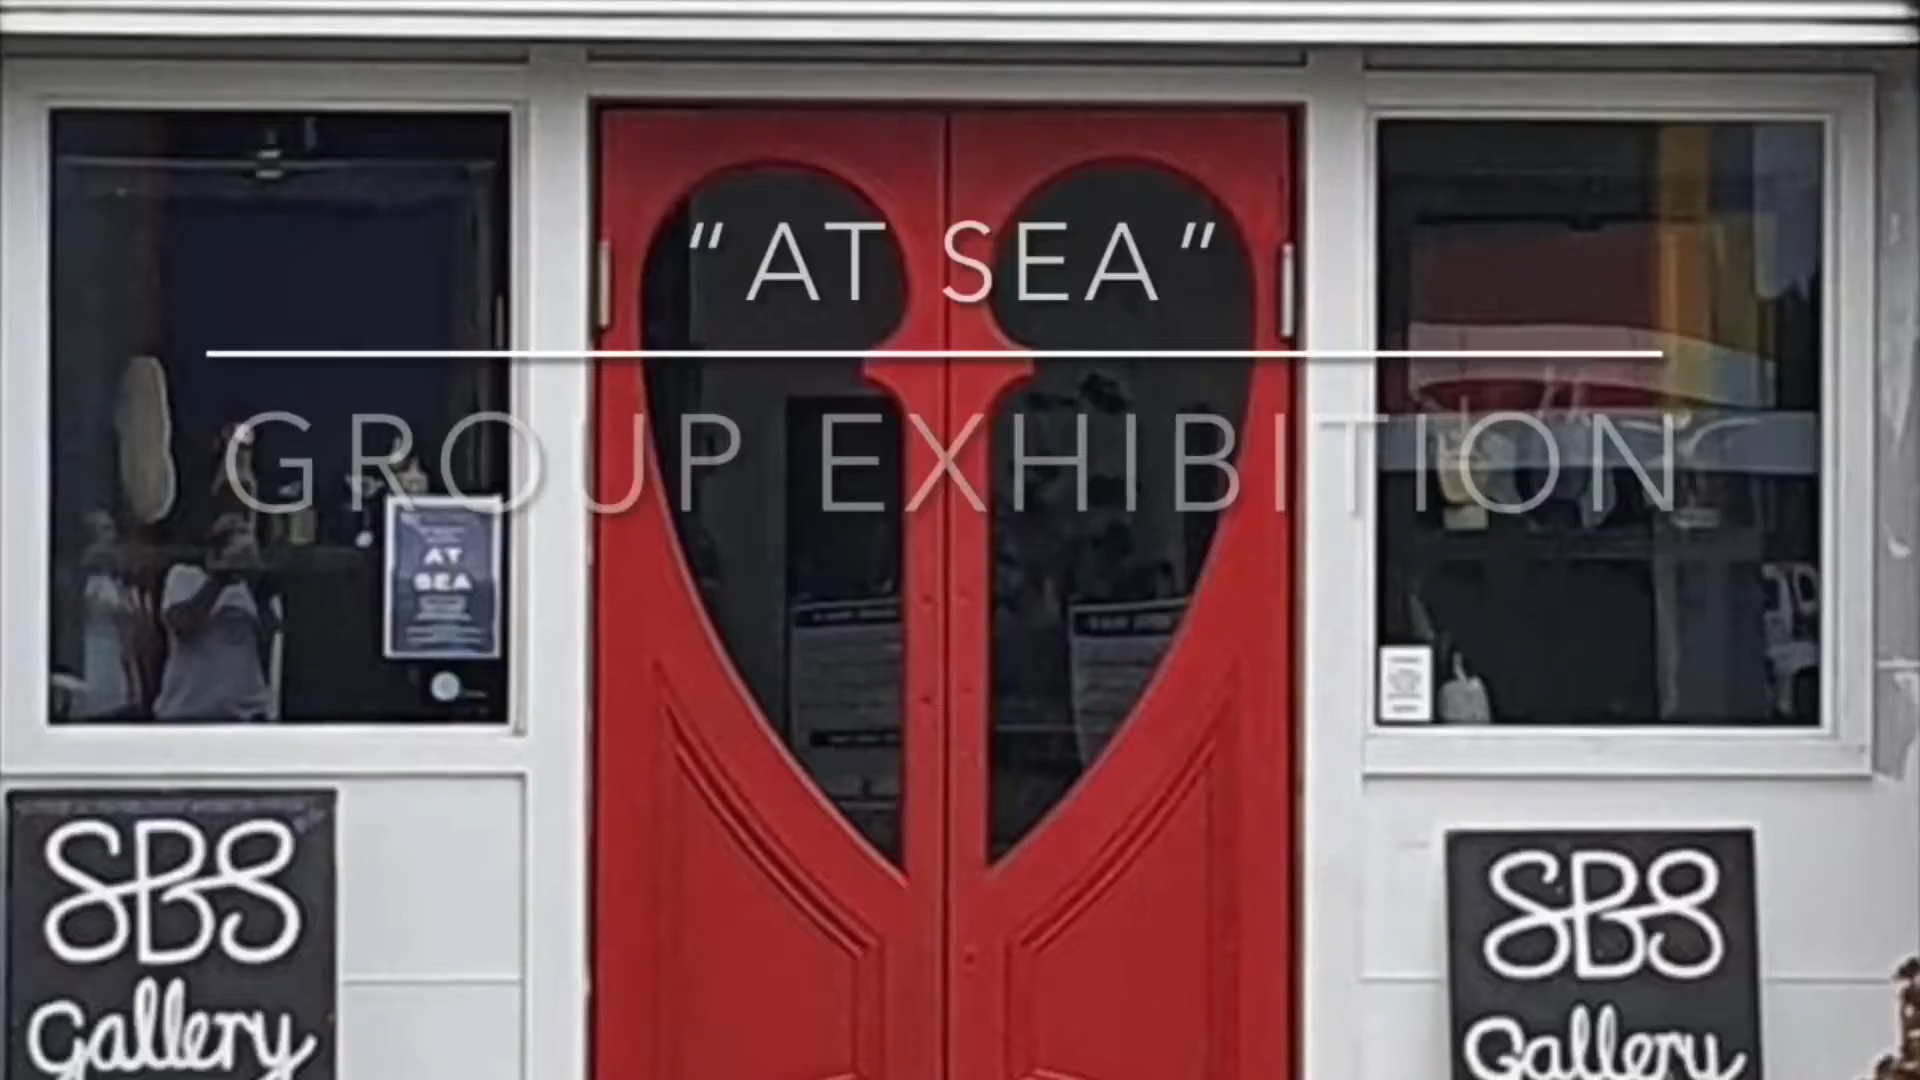 “AT SEA”
GROUP EXHIBITION
AT
SEA
SBS
Gallery
SBS
Gallery